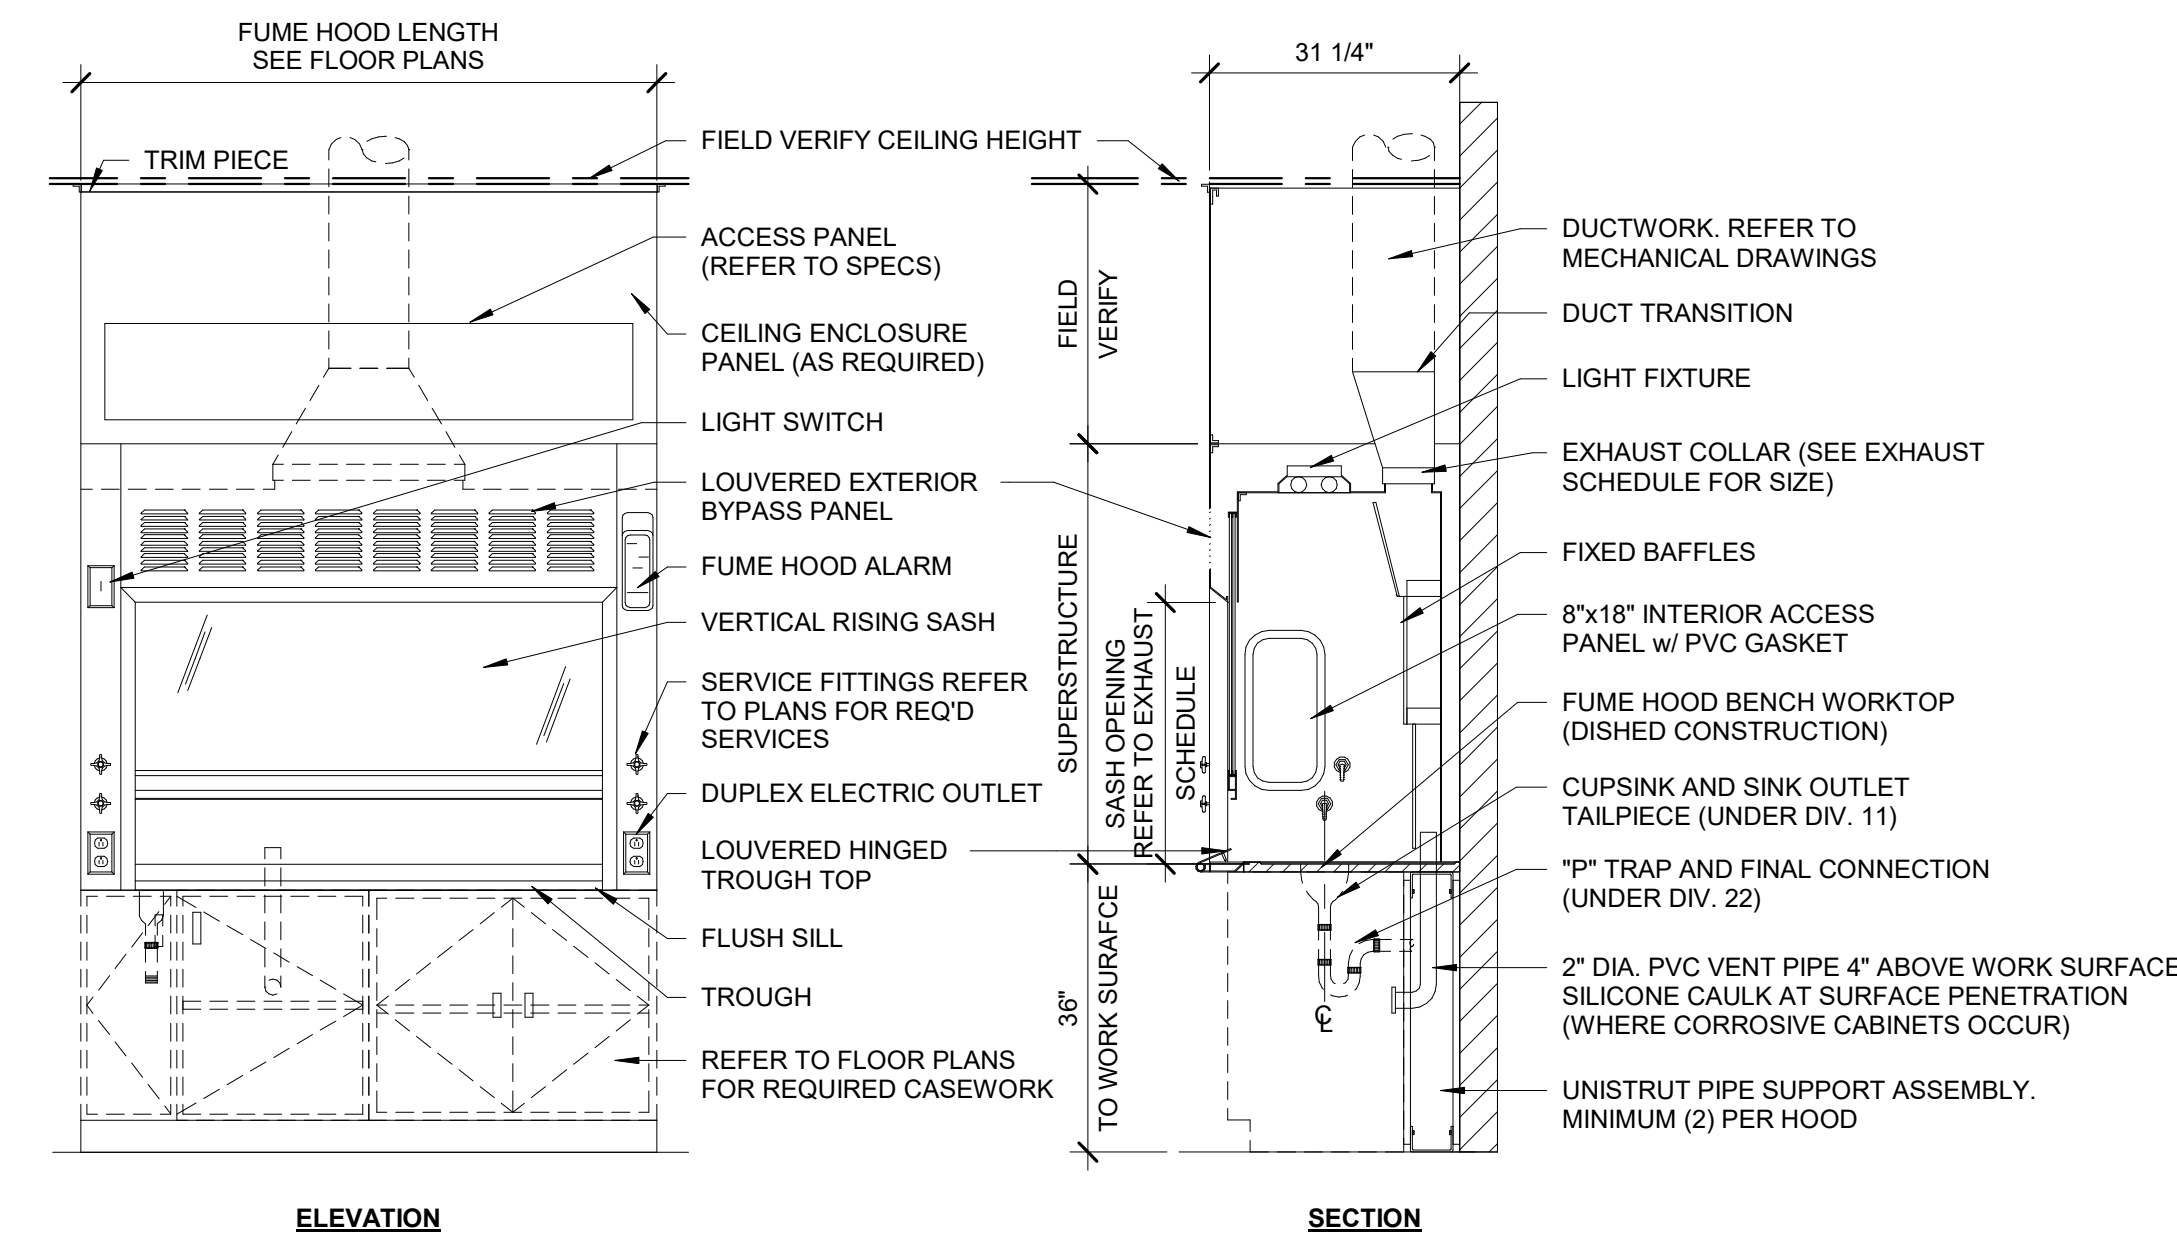 FUME HOOD LENGTH
SEE FLOOR PLANS
TRIM PIECE
FIELD VERIFY CEILING HEIGHT
ACCESS PANEL
(REFER TO SPECS)
CEILING ENCLOSURE
PANEL (AS REQUIRED)
LIGHT SWITCH
LOUVERED EXTERIOR
BYPASS PANEL
FUME HOOD ALARM
VERTICAL RISING SASH
SERVICE FITTINGS REFER
TO PLANS FOR REQ'D
SERVICES
DUPLEX ELECTRIC OUTLET
LOUVERED HINGED
TROUGH TOP
FLUSH SILL
TROUGH
REFER TO FLOOR PLANS
FOR REQUIRED CASEWORK
ELEVATION
31 1/4"
FIELD
VERIFY
SUPERSTRUCTURE
SASH OPENING
REFER TO EXHAUST
SCHEDULE
36"
TO WORK SURAFCE
℄
DUCTWORK. REFER TO
MECHANICAL DRAWINGS
DUCT TRANSITION
LIGHT FIXTURE
EXHAUST COLLAR (SEE EXHAUST
SCHEDULE FOR SIZE)
FIXED BAFFLES
8"x18" INTERIOR ACCESS
PANEL w/ PVC GASKET
FUME HOOD BENCH WORKTOP
(DISHED CONSTRUCTION)
CUPSINK AND SINK OUTLET
TAILPIECE (UNDER DIV. 11)
"P" TRAP AND FINAL CONNECTION
(UNDER DIV. 22)
2" DIA. PVC VENT PIPE 4" ABOVE WORK SURFACE
SILICONE CAULK AT SURFACE PENETRATION
(WHERE CORROSIVE CABINETS OCCUR)
UNISTRUT PIPE SUPPORT ASSEMBLY.
MINIMUM (2) PER HOOD
SECTION